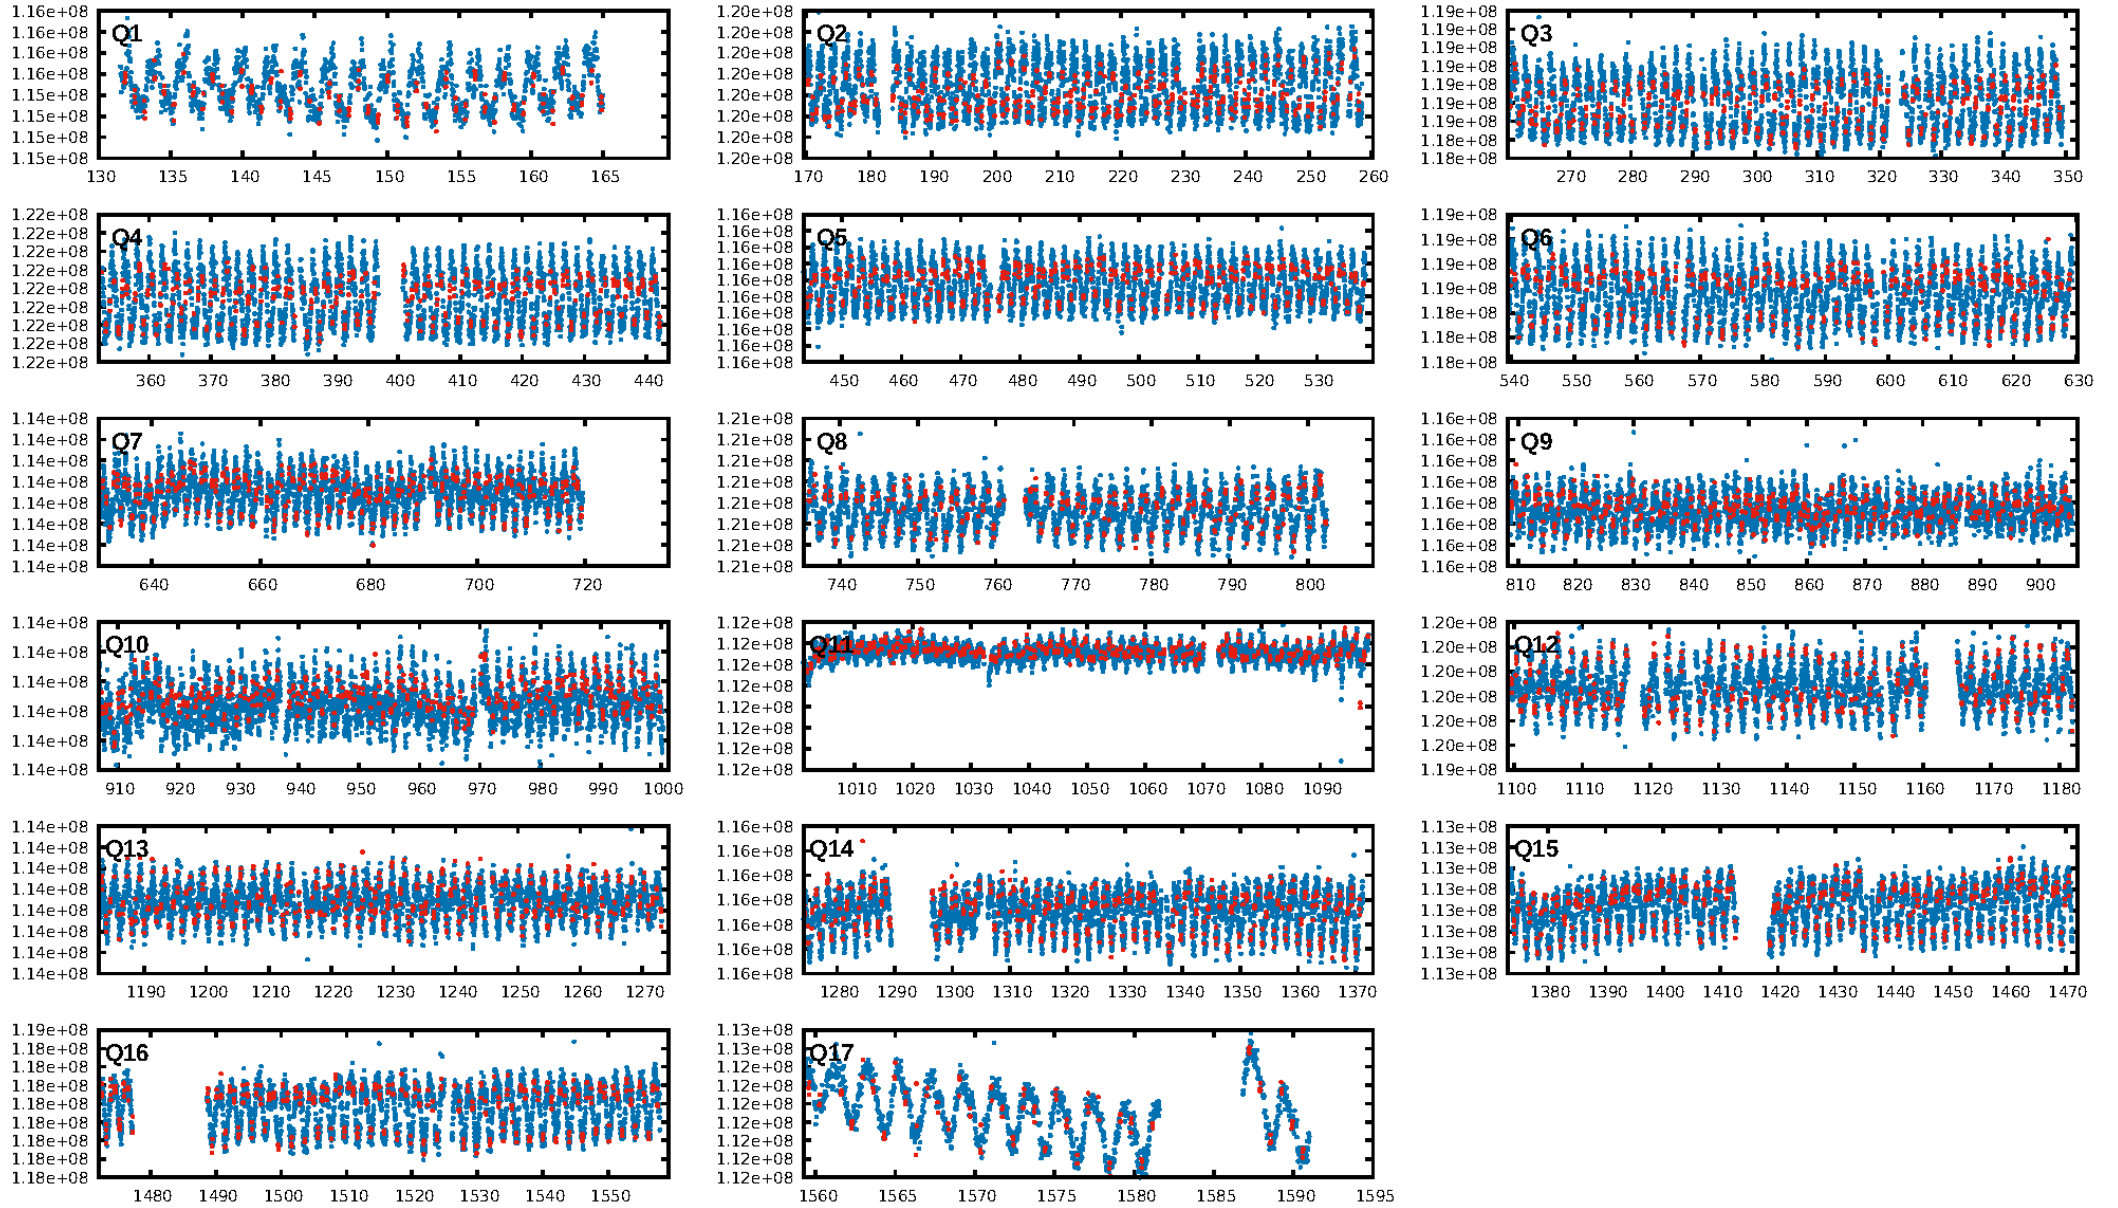 Q1
1.16e+08
1.16e+08
1.16e+08
1.16e+08
1.15e+08
1.15e+08
1.15e+08
1.15e+08
130 135 140 145 150 155 160 165
Q2
1.20e+08
1.20e+08
1.20e+08
1.20e+08
1.20e+08
1.20e+08
1.20e+08
1.20e+08
170 180 190 200 210 220 230 240 250 260
Q3
1.19e+08
1.19e+08
1.19e+08
1.19e+08
1.19e+08
1.19e+08
1.19e+08
1.18e+08
1.18e+08
270 280 290 300 310 320 330 340 350
Q4
1.22e+08
1.22e+08
1.22e+08
1.22e+08
1.22e+08
1.22e+08
1.22e+08
1.22e+08
1.22e+08
360 370 380 390 400 410 420 430 440
Q5
1.16e+08
1.16e+08
1.16e+08
1.16e+08
1.16e+08
1.16e+08
1.16e+08
1.16e+08
1.16e+08
1.16e+08
450 460 470 480 490 500 510 520 530
Q6
1.19e+08
1.19e+08
1.19e+08
1.19e+08
1.18e+08
1.18e+08
1.18e+08
540 550 560 570 580 590 600 610 620 630
Q7
1.14e+08
1.14e+08
1.14e+08
1.14e+08
1.14e+08
1.14e+08
1.14e+08
1.14e+08
640 660 680 700 720
Q8
1.21e+08
1.21e+08
1.21e+08
1.21e+08
1.21e+08
1.21e+08
1.21e+08
1.21e+08
740 750 760 770 780 790 800
Q9
1.16e+08
1.16e+08
1.16e+08
1.16e+08
1.16e+08
1.16e+08
1.16e+08
1.16e+08
810 820 830 840 850 860 870 880 890 900
Q10
1.14e+08
1.14e+08
1.14e+08
1.14e+08
1.14e+08
1.14e+08
910 920 930 940 950 960 970 980 990 1000
Q11
1.12e+08
1.12e+08
1.12e+08
1.12e+08
1.12e+08
1.12e+08
1.12e+08
1.12e+08
1010 1020 1030 1040 1050 1060 1070 1080 1090
Q12
1.20e+08
1.20e+08
1.20e+08
1.20e+08
1.20e+08
1.20e+08
1.19e+08
1100 1110 1120 1130 1140 1150 1160 1170 1180
Q13
1.14e+08
1.14e+08
1.14e+08
1.14e+08
1.14e+08
1.14e+08
1.14e+08
1.14e+08
1190 1200 1210 1220 1230 1240 1250 1260 1270
Q14
1.16e+08
1.16e+08
1.16e+08
1.16e+08
1.16e+08
1.16e+08
1.16e+08
1280 1290 1300 1310 1320 1330 1340 1350 1360 1370
Q15
1.13e+08
1.13e+08
1.13e+08
1.13e+08
1.13e+08
1.13e+08
1.13e+08
1.13e+08
1380 1390 1400 1410 1420 1430 1440 1450 1460 1470
Q16
1.19e+08
1.18e+08
1.18e+08
1.18e+08
1.18e+08
1.18e+08
1.18e+08
1.18e+08
1.18e+08
1480 1490 1500 1510 1520 1530 1540 1550
Q17
1.13e+08
1.13e+08
1.12e+08
1.12e+08
1.12e+08
1.12e+08
1.12e+08
1.12e+08
1.12e+08
1560 1565 1570 1575 1580 1585 1590 1595